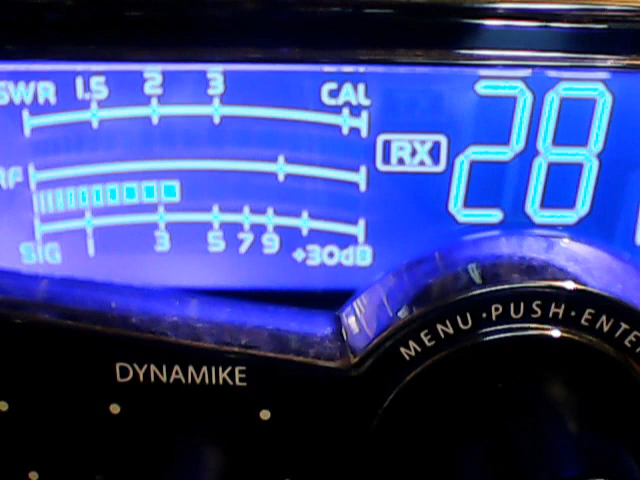 SWR 1.5 2 3 CAL
RX 28
RF
SIG 1 3 5 7 9 +30dB
MENU·PUSH·ENTER
DYNAMIKE